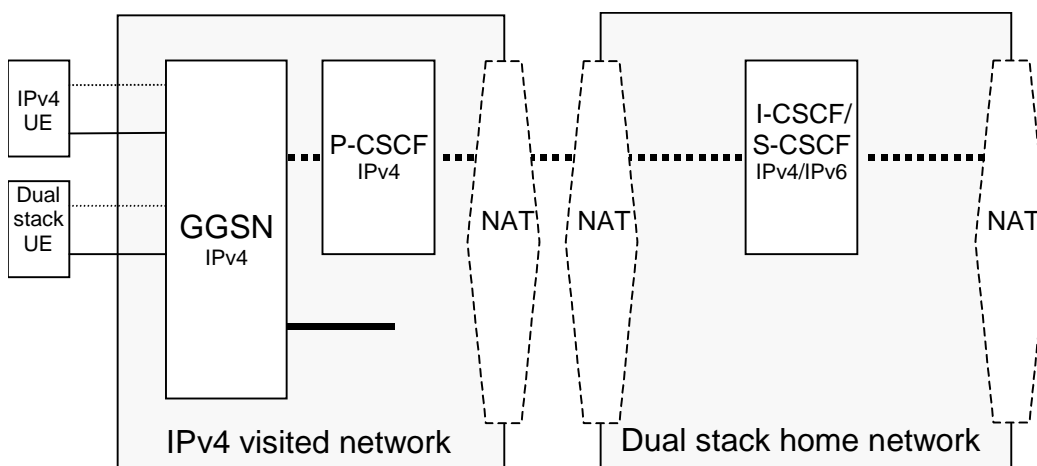 IPv4
UE
Dual
stack
UE
GGSN
IPv4
P-CSCF
IPv4
NAT
NAT
I-CSCF/
S-CSCF
IPv4/IPv6
NAT
IPv4 visited network
Dual stack home network